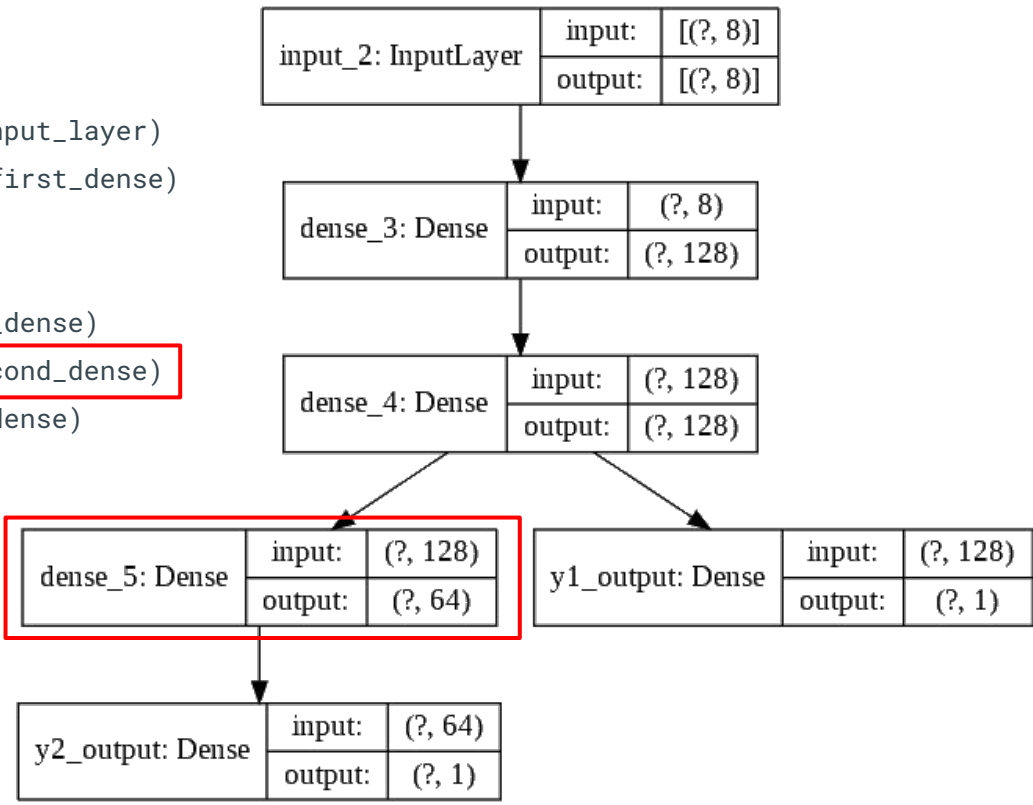 input_2: InputLayer
input: [(?, 8)]
output: [(?, 8)]
nput_layer)
first_dense)
dense_3: Dense
input: (?, 8)
output: (?, 128)
_dense)
cond_dense)
dense)
dense_4: Dense
input: (?, 128)
output: (?, 128)
dense_5: Dense
input: (?, 128)
output: (?, 64)
y1_output: Dense
input: (?, 128)
output: (?, 1)
y2_output: Dense
input: (?, 64)
output: (?, 1)